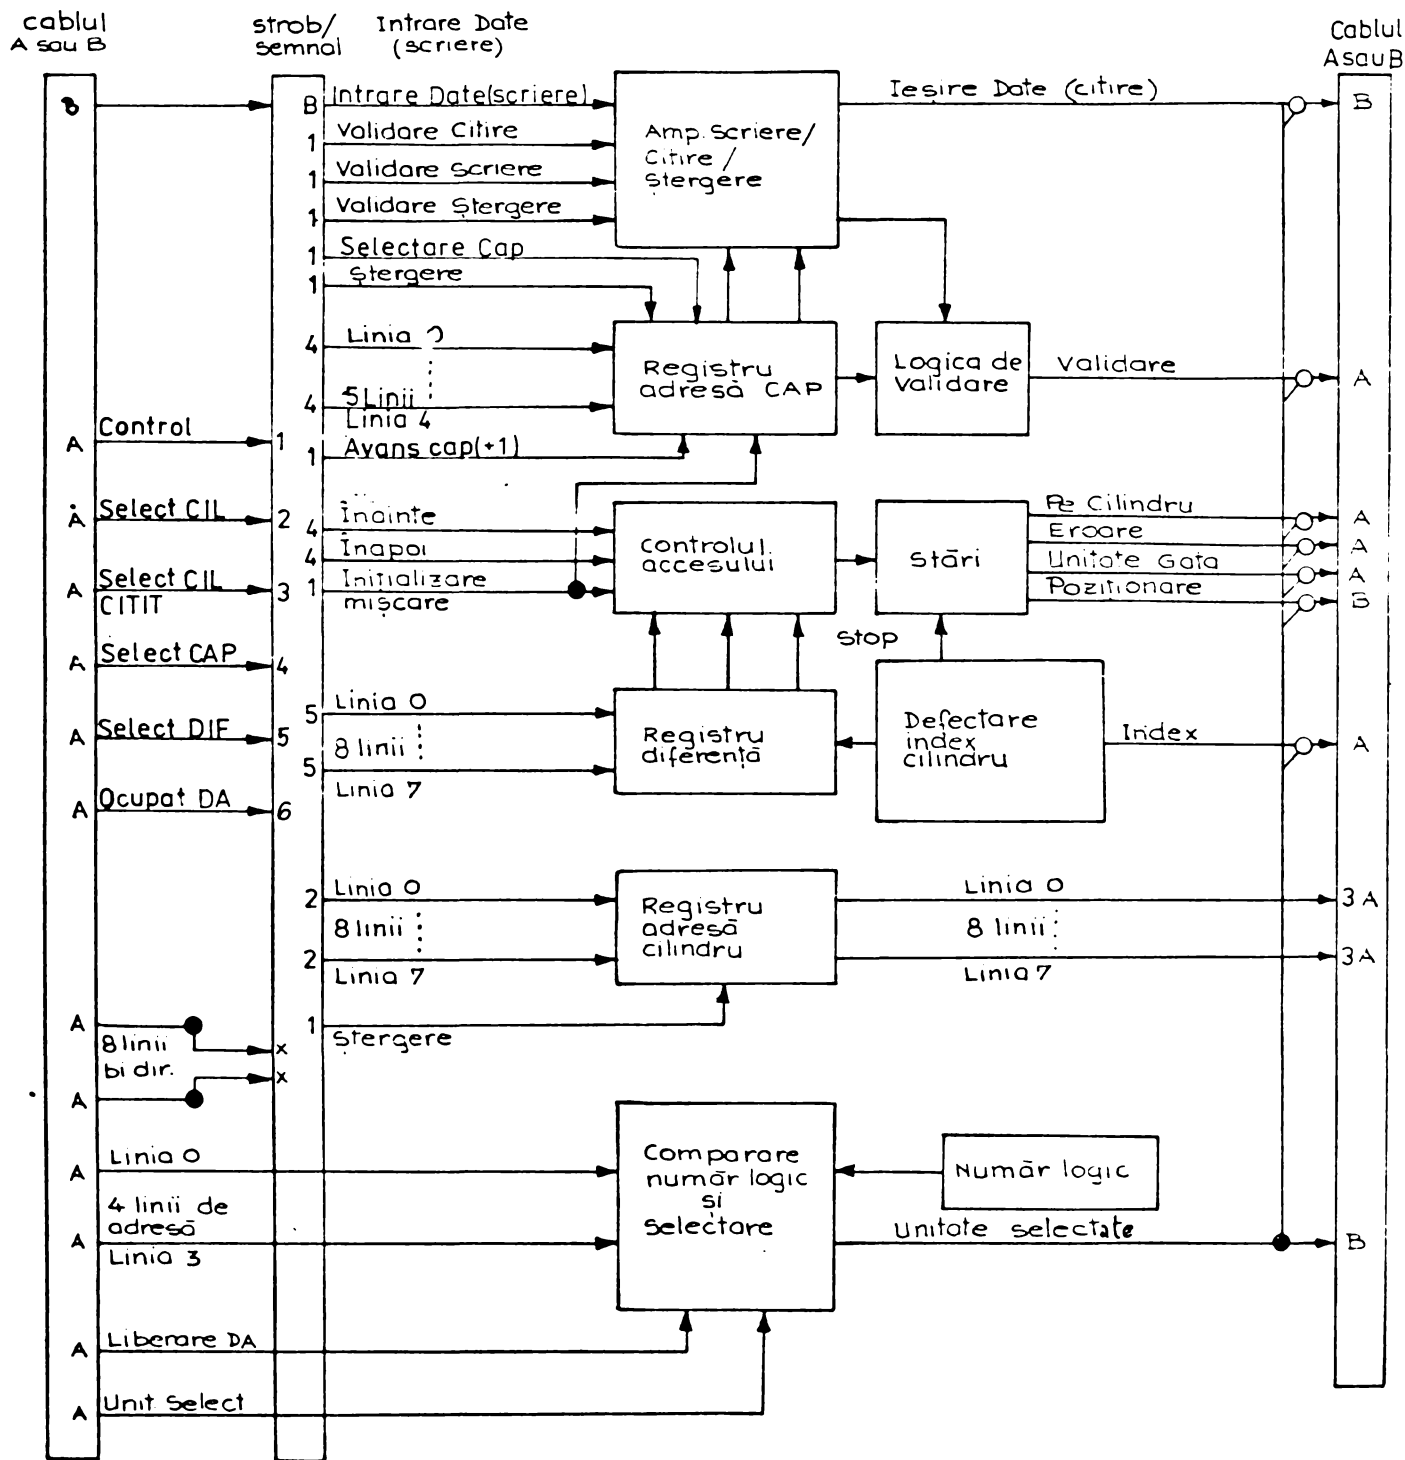 cablul
A sau B
strob/
semnal
Intrare Date
(scriere)
Cablul
A sau B
B
B
Intrare Date(scriere)
1
Validare Citire
1
Validare Scriere
1
Validare Ștergere
1
Selectare Cap
1
Ștergere
Amp. Scriere/
Citire /
Ștergere
Ieșire Date (citire)
B
4
Linia
5 Linii
4
Linia 4
1
Avans cap(+1)
Registru
adresă CAP
Logica de
Validare
Validare
A
A
Control
1
A
Select CIL
2
4
Înainte
4
Înapoi
1
Inițializare
mișcare
A
Select CIL
CITIT
3
Controlul
accesului
Stări
Pe Cilindru
A
Eroare
A
Unitate Gata
A
Poziționare
B
A
Select CAP
4
Stop
A
Select DIF
5
5
Linia 0
8 linii
5
Linia 7
Registru
diferență
Defectare
index
cilindru
Index
A
A
Ocupat DA
6
2
Linia 0
8 linii
2
Linia 7
Registru
adresă
cilindru
Linia 0
8 linii
Linia 7
3A
3A
1
Ștergere
A
8 linii
bi dir.
x
x
A
A
Linia 0
4 linii de
adresă
A
Linia 3
Comparare
număr logic
și
Selectare
Număr logic
Unitate selectate
B
A
Liberare DA
A
Unit Select